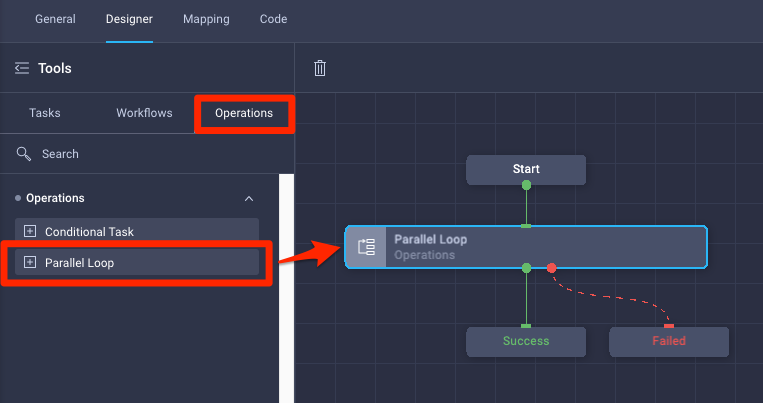 General Designer Mapping Code
Tools
Tasks Workflows Operations
Search
Operations
Conditional Task
Parallel Loop
Start
Parallel Loop
Operations
Success Failed